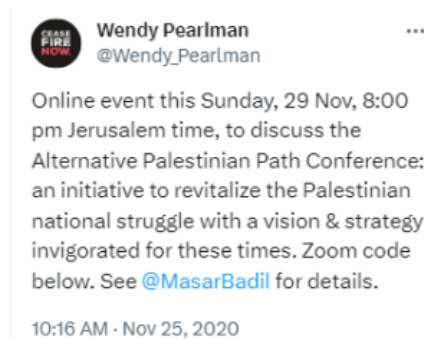 CEASE
FIRE
NOW.
Wendy Pearlman
@Wendy_Pearlman
Online event this Sunday, 29 Nov, 8:00
pm Jerusalem time, to discuss the
Alternative Palestinian Path Conference:
an initiative to revitalize the Palestinian
national struggle with a vision & strategy
invigorated for these times. Zoom code
below. See @MasarBadil for details.
10:16 AM · Nov 25, 2020